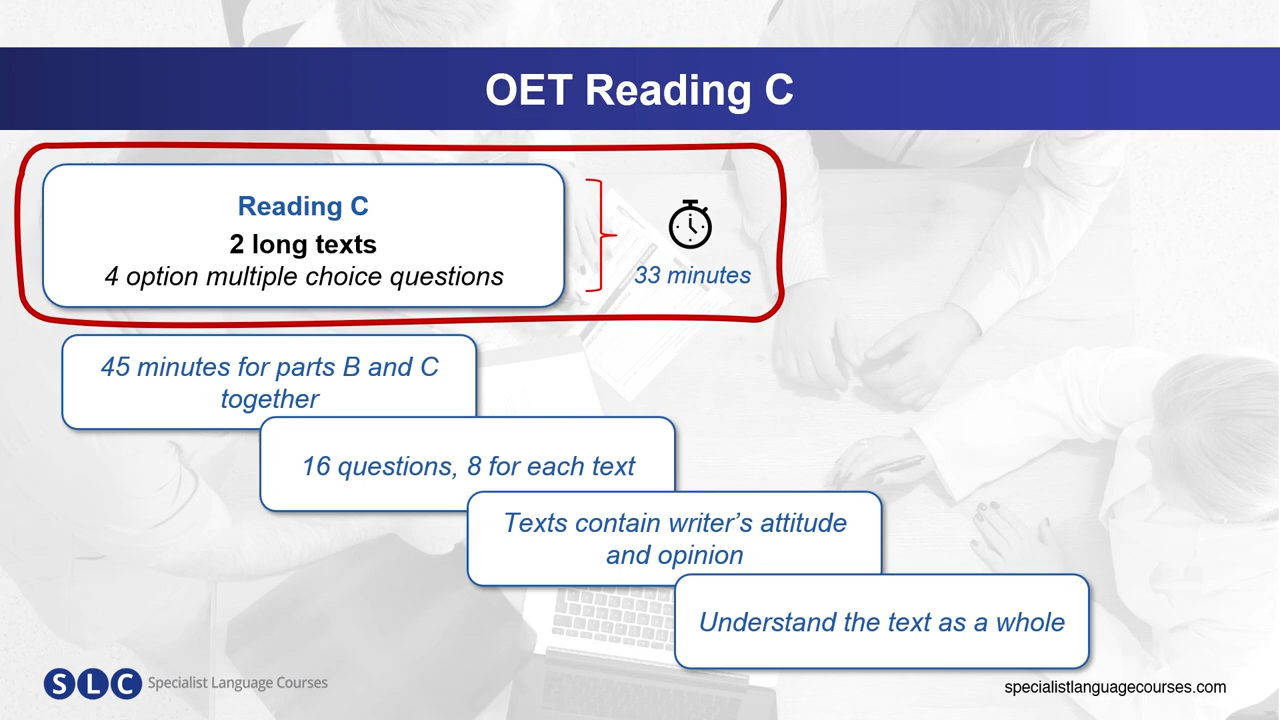 OET Reading C
Reading C
2 long texts
4 option multiple choice questions
33 minutes
45 minutes for parts B and C
together
16 questions, 8 for each text
Texts contain writer’s attitude
and opinion
Understand the text as a whole
SLC Specialist Language Courses
specialistlanguagecourses.com